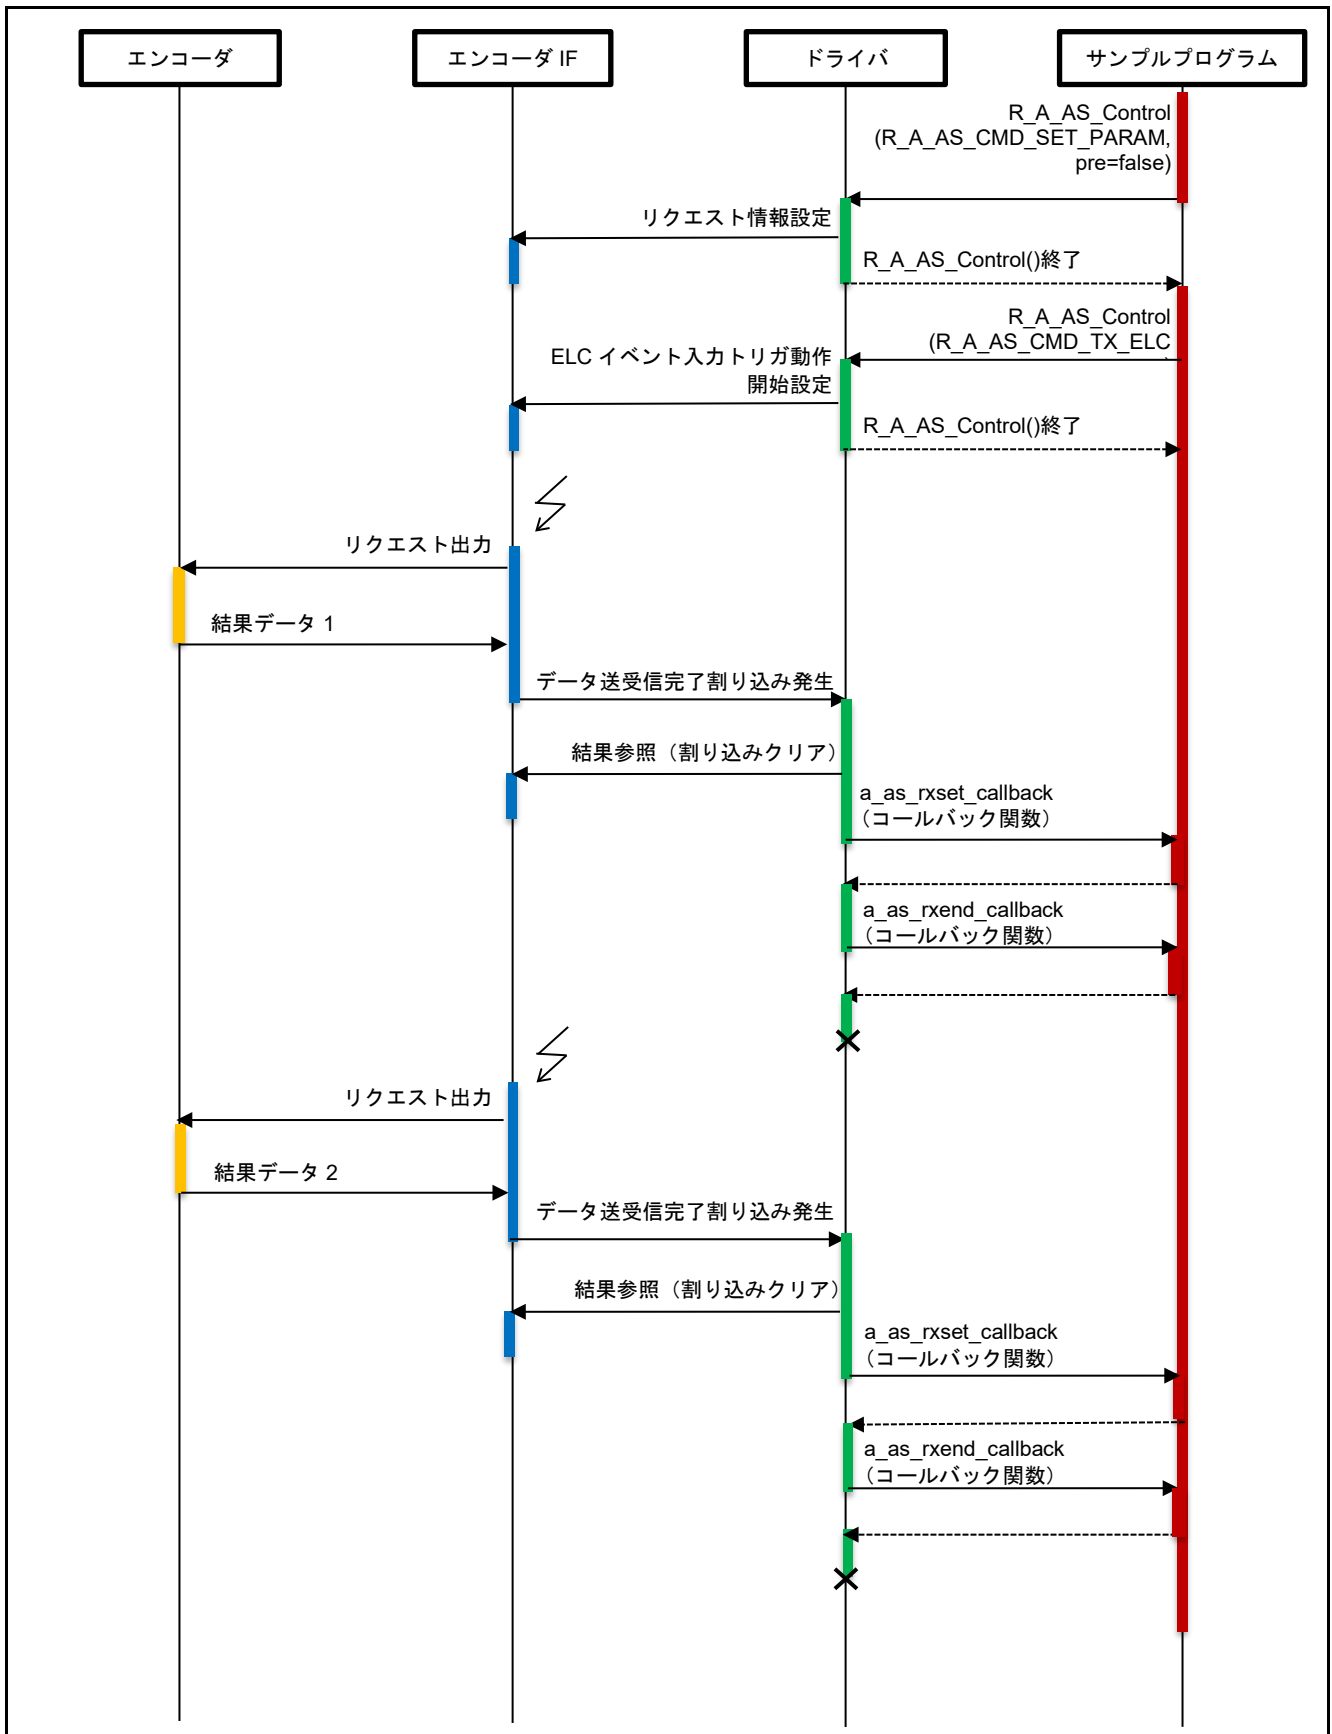 エンコーダ
エンコーダ IF
ドライバ
サンプルプログラム
R_A_AS_Control
(R_A_AS_CMD_SET_PARAM,
pre=false)
リクエスト情報設定
R_A_AS_Control()終了
R_A_AS_Control
(R_A_AS_CMD_TX_ELC
ELC イベント入力トリガ動作
開始設定
R_A_AS_Control()終了
リクエスト出力
結果データ 1
データ送受信完了割り込み発生
結果参照（割り込みクリア）
a_as_rxset_callback
（コールバック関数）
a_as_rxend_callback
（コールバック関数）
リクエスト出力
結果データ 2
データ送受信完了割り込み発生
結果参照（割り込みクリア）
a_as_rxset_callback
（コールバック関数）
a_as_rxend_callback
（コールバック関数）